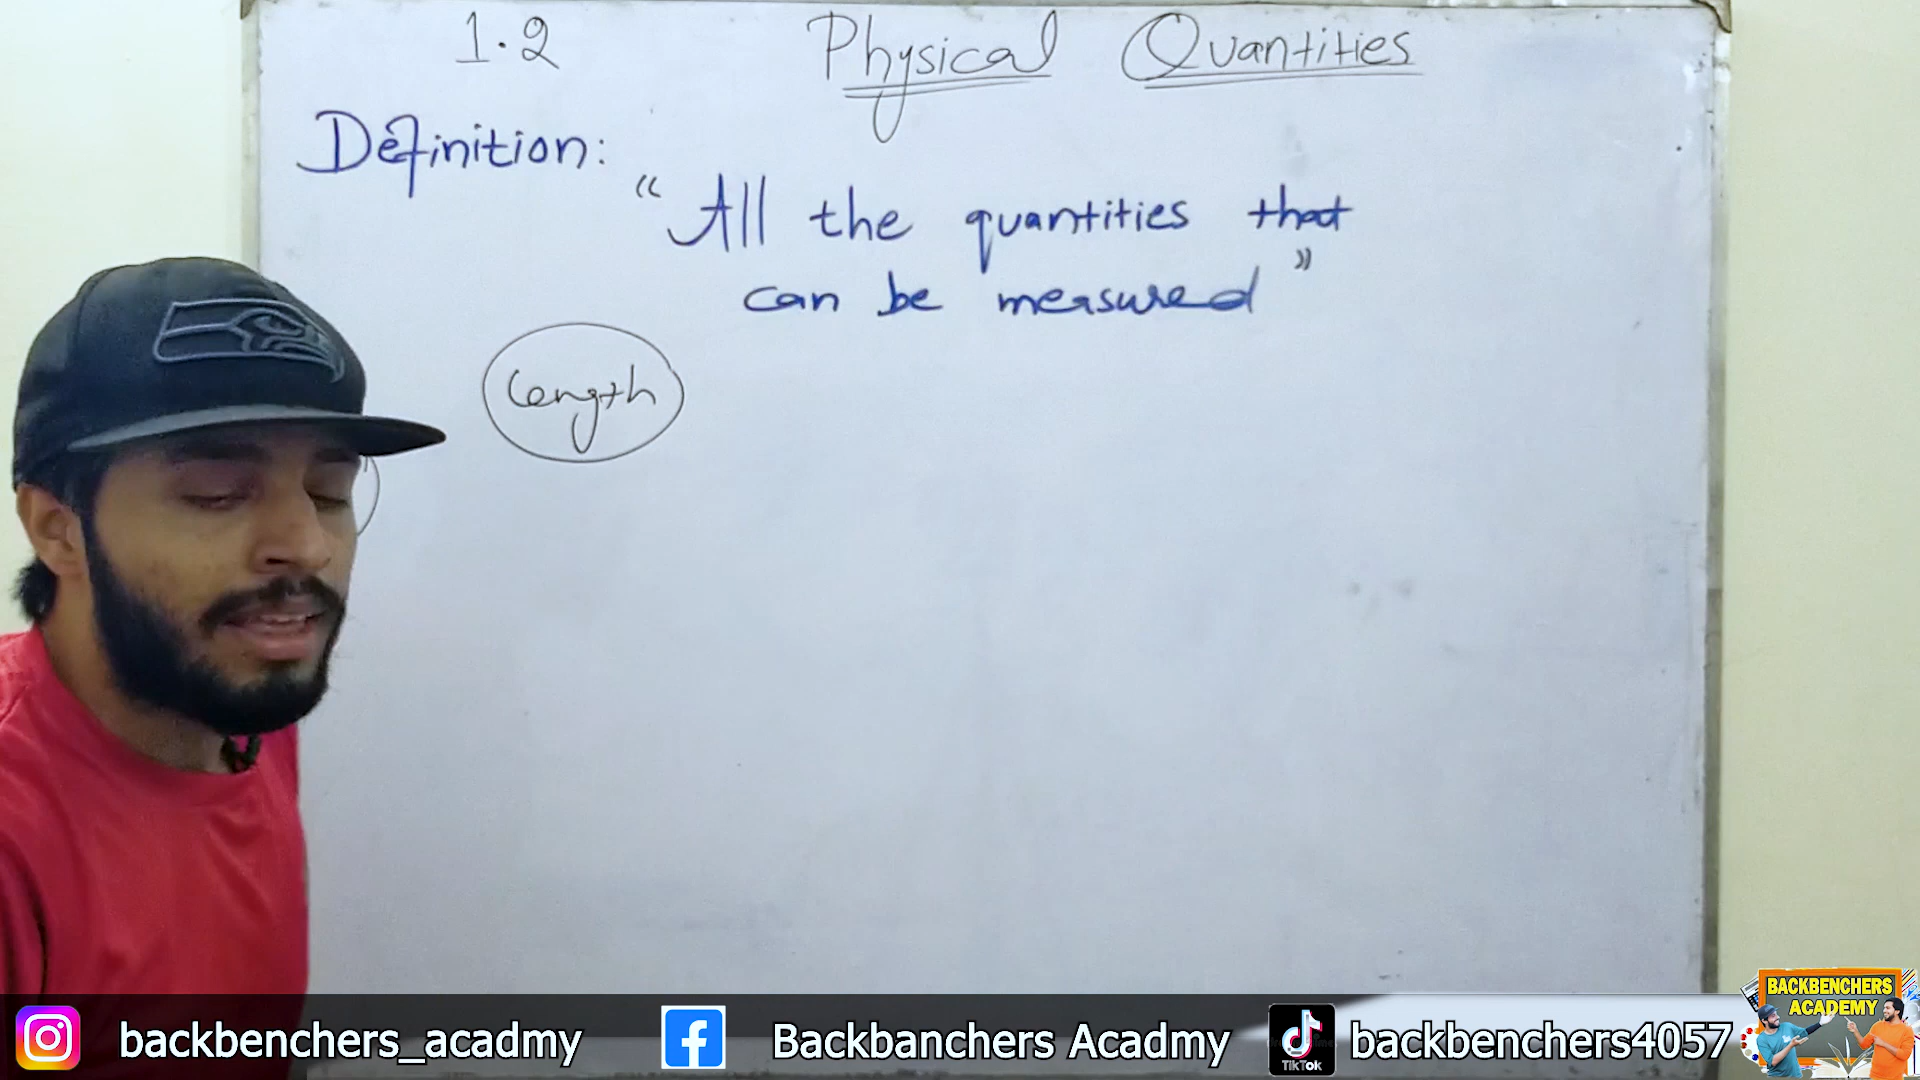 1.2 Physical Quantities
Definition:
“ All the quantities that
can be measured ”
Length
backbenchers_acadmy
Backbanchers Acadmy
TikTok
backbenchers4057
BACKBENCHERS
ACADEMY